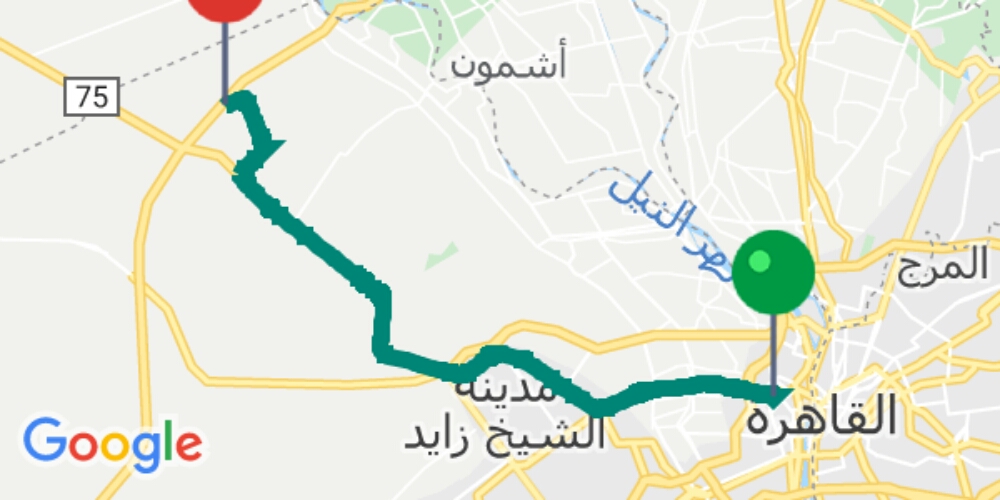 أشمون
75
نهر النيل
المرج
مدينة
الشيخ زايد
القاهرة
Google